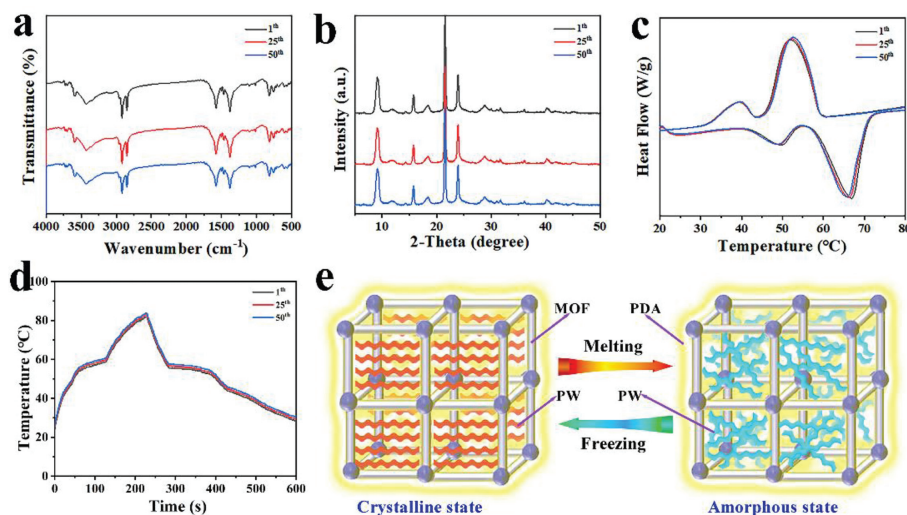 a
1th
25th
50th
Transmittance (%)
4000 3500 3000 2500 2000 1500 1000 500
Wavenumber (cm-1)
b
1th
25th
50th
Intensity (a.u.)
10 20 30 40 50
2-Theta (degree)
c
1th
25th
50th
Heat Flow (W/g)
20 30 40 50 60 70 80
Temperature (°C)
d
1th
25th
50th
Temperature (°C)
100
80
60
40
20
0
0 100 200 300 400 500 600
Time (s)
e
MOF
PDA
Melting
PW
PW
Freezing
Crystalline state
Amorphous state